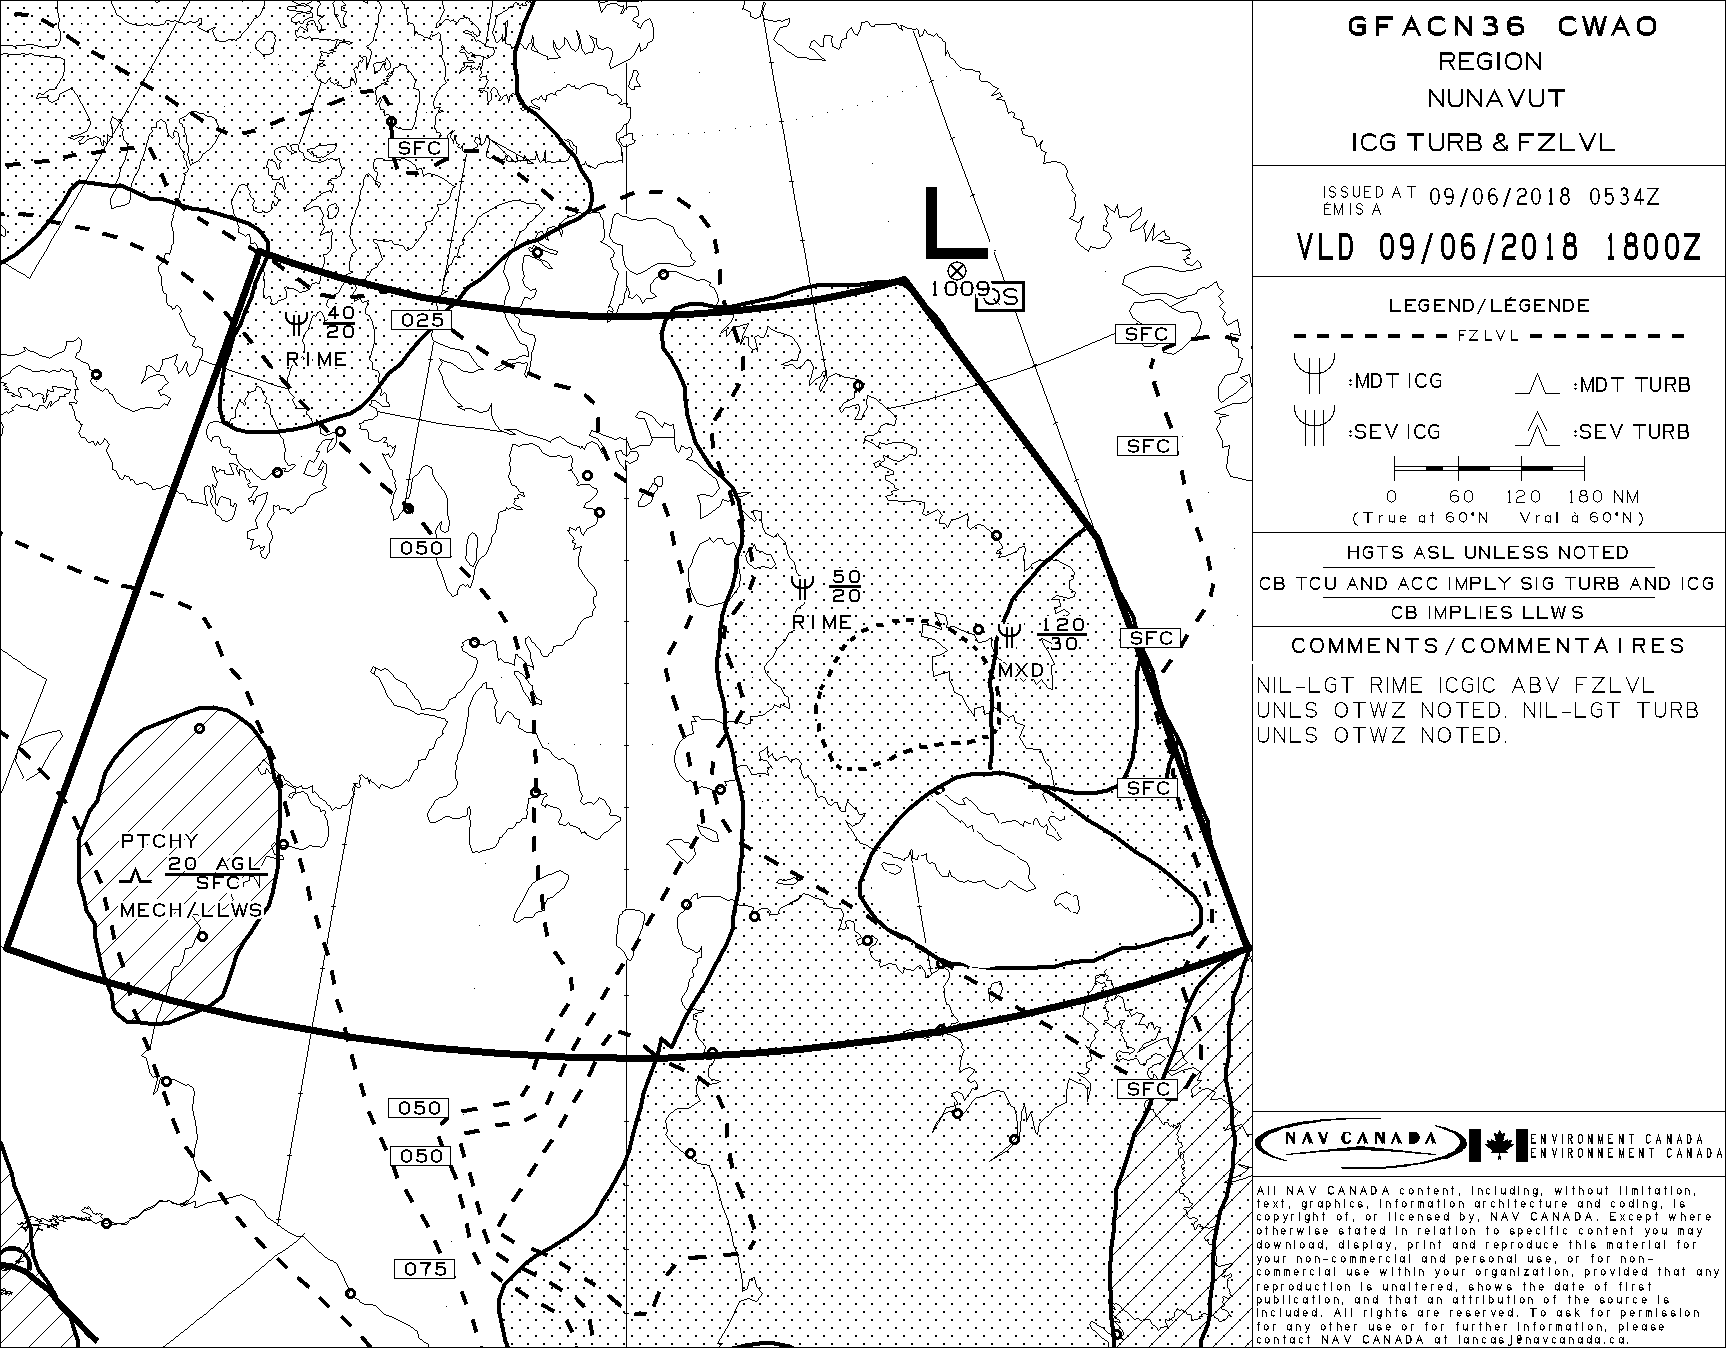 SFC
40
20
RIME
025
L
1009
QS
SFC
SFC
050
50
20
RIME
120
30
MXD
SFC
SFC
PTCHY
20 AGL
SFC
MECH/LLWS
SFC
050
050
075
GFACN36 CWAO
REGION
NUNAVUT
ICG TURB & FZLVL
ISSUED AT 09/06/2018 0534Z
EMIS A
VLD 09/06/2018 1800Z
LEGEND/LÉGENDE
FZLVL
:MDT ICG :MDT TURB
:SEV ICG :SEV TURB
0 60 120 180 NM
(True at 60°N Vrai à 60°N)
HGTS ASL UNLESS NOTED
CB TCU AND ACC IMPLY SIG TURB AND ICG
CB IMPLIES LLWS
COMMENTS/COMMENTAIRES
NIL-LGT RIME ICGIC ABV FZLVL
UNLS OTWZ NOTED. NIL-LGT TURB
UNLS OTWZ NOTED.
NAV CANADA
ENVIRONMENT CANADA
ENVIRONNEMENT CANADA
All NAV CANADA content, including, without limitation,
text, graphics, information architecture and coding, is
copyright of, or licensed by, NAV CANADA. Except where
otherwise stated in relation to specific content you may
download, display, print and reproduce this material for
your non-commercial and personal use, or for non-
commercial use within your organization, provided that any
reproduction is unaltered, shows the date of first
publication, and that an attribution of the source is
included. All rights are reserved. To ask for permission
for any other use or for further information, please
contact NAV CANADA at lancasj@navcanada.ca.